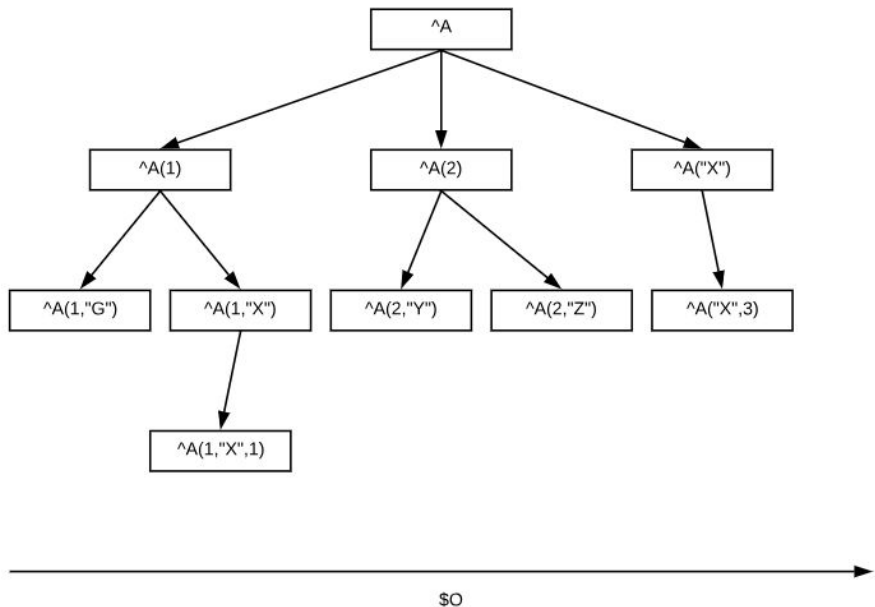 ^A
^A(1)
^A(2)
^A("X")
^A(1,"G")
^A(1,"X")
^A(2,"Y")
^A(2,"Z")
^A("X",3)
^A(1,"X",1)
$O